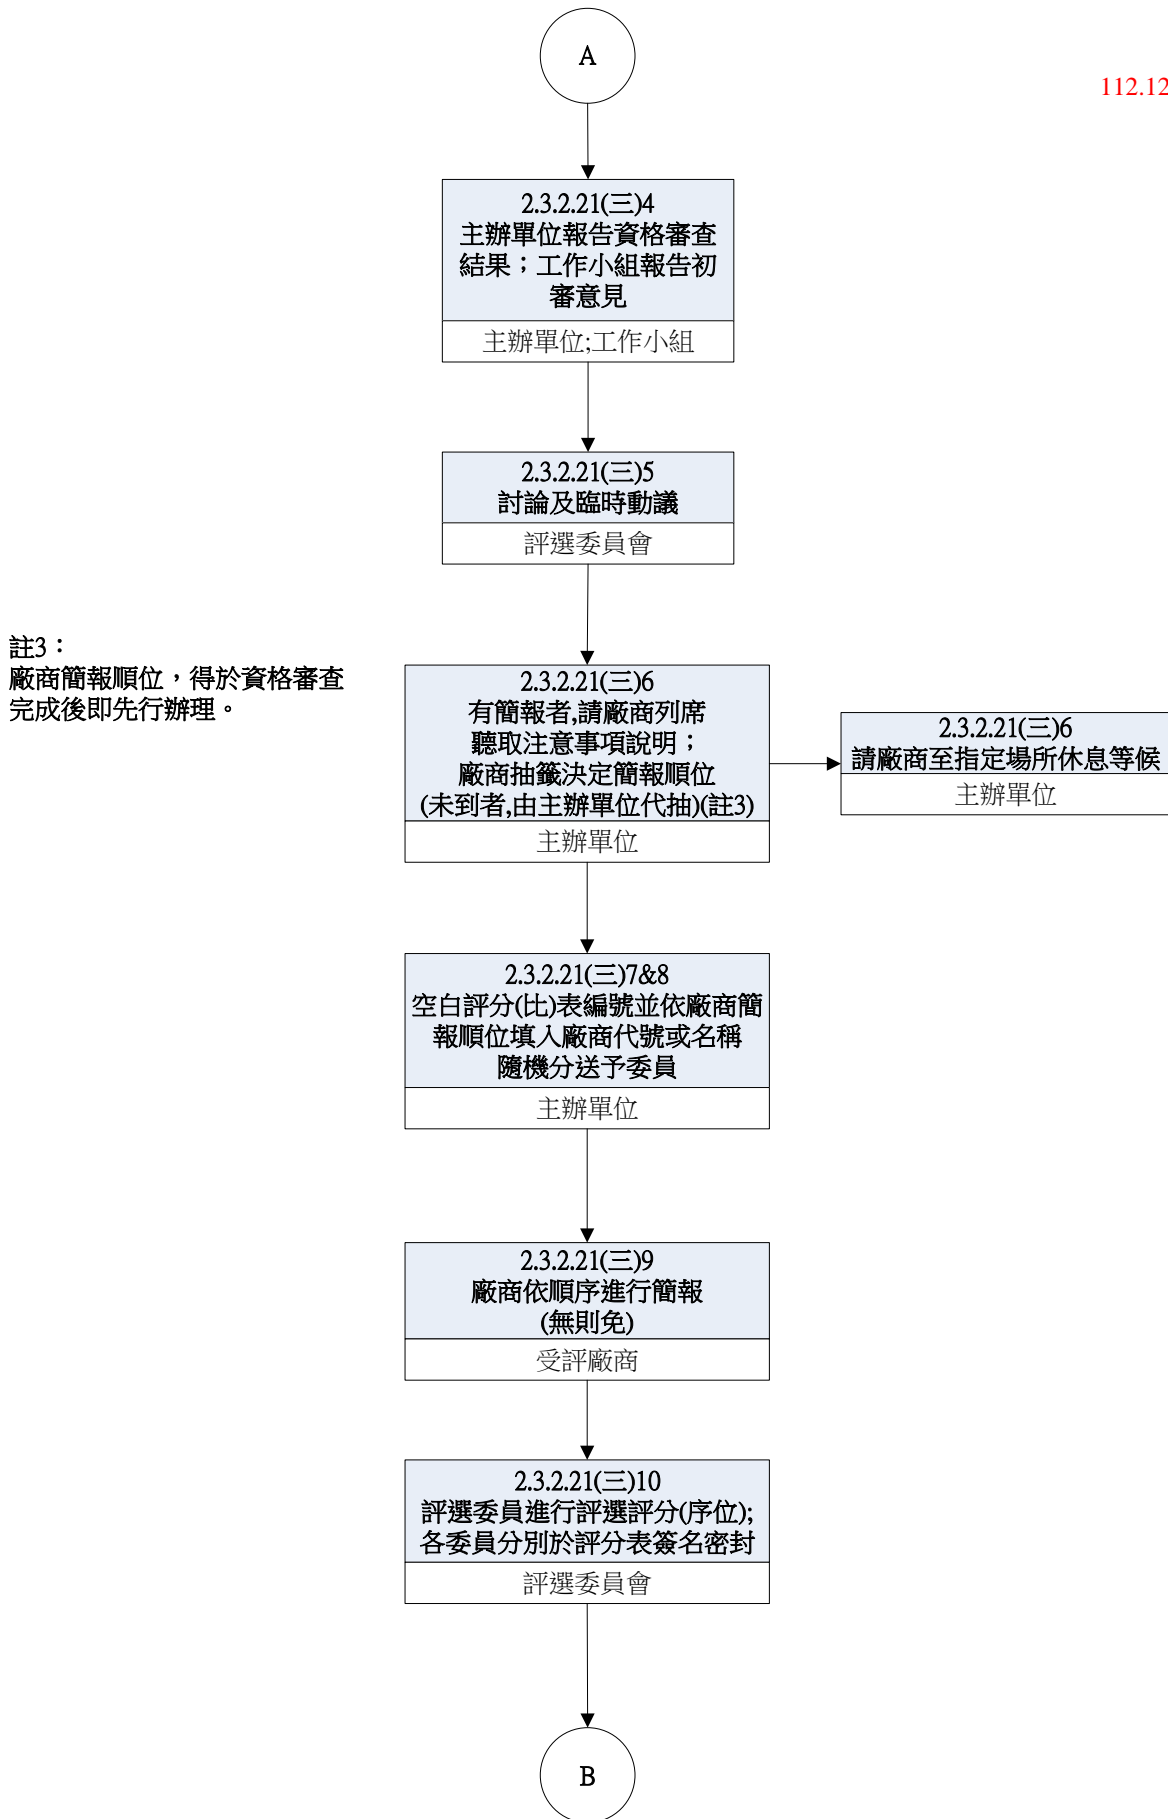 A
112.12
2.3.2.21(三)4
主辦單位報告資格審查
結果；工作小組報告初
審意見
主辦單位;工作小組
2.3.2.21(三)5
討論及臨時動議
評選委員會
註3：
廠商簡報順位，得於資格審查
完成後即先行辦理。
2.3.2.21(三)6
有簡報者,請廠商列席
聽取注意事項說明；
廠商抽籤決定簡報順位
(未到者,由主辦單位代抽)(註3)
主辦單位
2.3.2.21(三)6
請廠商至指定場所休息等候
主辦單位
2.3.2.21(三)7&8
空白評分(比)表編號並依廠商簡
報順位填入廠商代號或名稱
隨機分送予委員
主辦單位
2.3.2.21(三)9
廠商依順序進行簡報
(無則免)
受評廠商
2.3.2.21(三)10
評選委員進行評選評分(序位);
各委員分別於評分表簽名密封
評選委員會
B